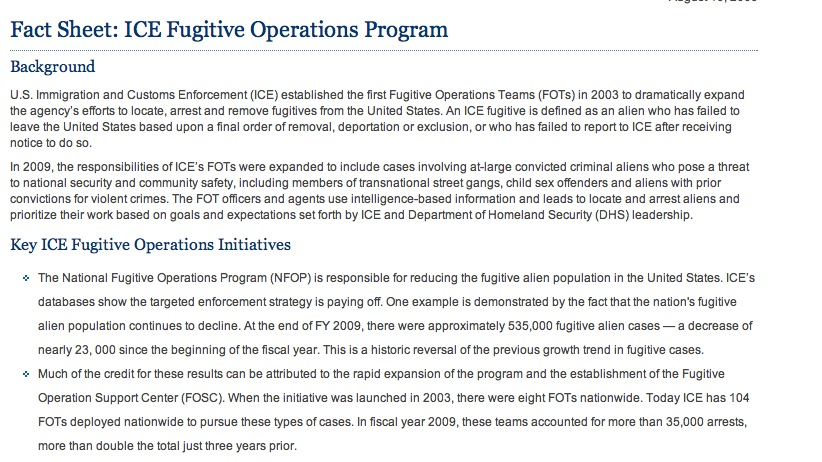 Fact Sheet: ICE Fugitive Operations Program
Background
U.S. Immigration and Customs Enforcement (ICE) established the first Fugitive Operations Teams (FOTs) in 2003 to dramatically expand
the agency's efforts to locate, arrest and remove fugitives from the United States. An ICE fugitive is defined as an alien who has failed to
leave the United States based upon a final order of removal, deportation or exclusion, or who has failed to report to ICE after receiving
notice to do so.
In 2009, the responsibilities of ICE's FOTs were expanded to include cases involving at-large convicted criminal aliens who pose a threat
to national security and community safety, including members of transnational street gangs, child sex offenders and aliens with prior
convictions for violent crimes. The FOT officers and agents use intelligence-based information and leads to locate and arrest aliens and
prioritize their work based on goals and expectations set forth by ICE and Department of Homeland Security (DHS) leadership.
Key ICE Fugitive Operations Initiatives
The National Fugitive Operations Program (NFOP) is responsible for reducing the fugitive alien population in the United States. ICE's
databases show the targeted enforcement strategy is paying off. One example is demonstrated by the fact that the nation's fugitive
alien population continues to decline. At the end of FY 2009, there were approximately 535,000 fugitive alien cases — a decrease of
nearly 23, 000 since the beginning of the fiscal year. This is a historic reversal of the previous growth trend in fugitive cases.
Much of the credit for these results can be attributed to the rapid expansion of the program and the establishment of the Fugitive
Operation Support Center (FOSC). When the initiative was launched in 2003, there were eight FOTs nationwide. Today ICE has 104
FOTs deployed nationwide to pursue these types of cases. In fiscal year 2009, these teams accounted for more than 35,000 arrests,
more than double the total just three years prior.